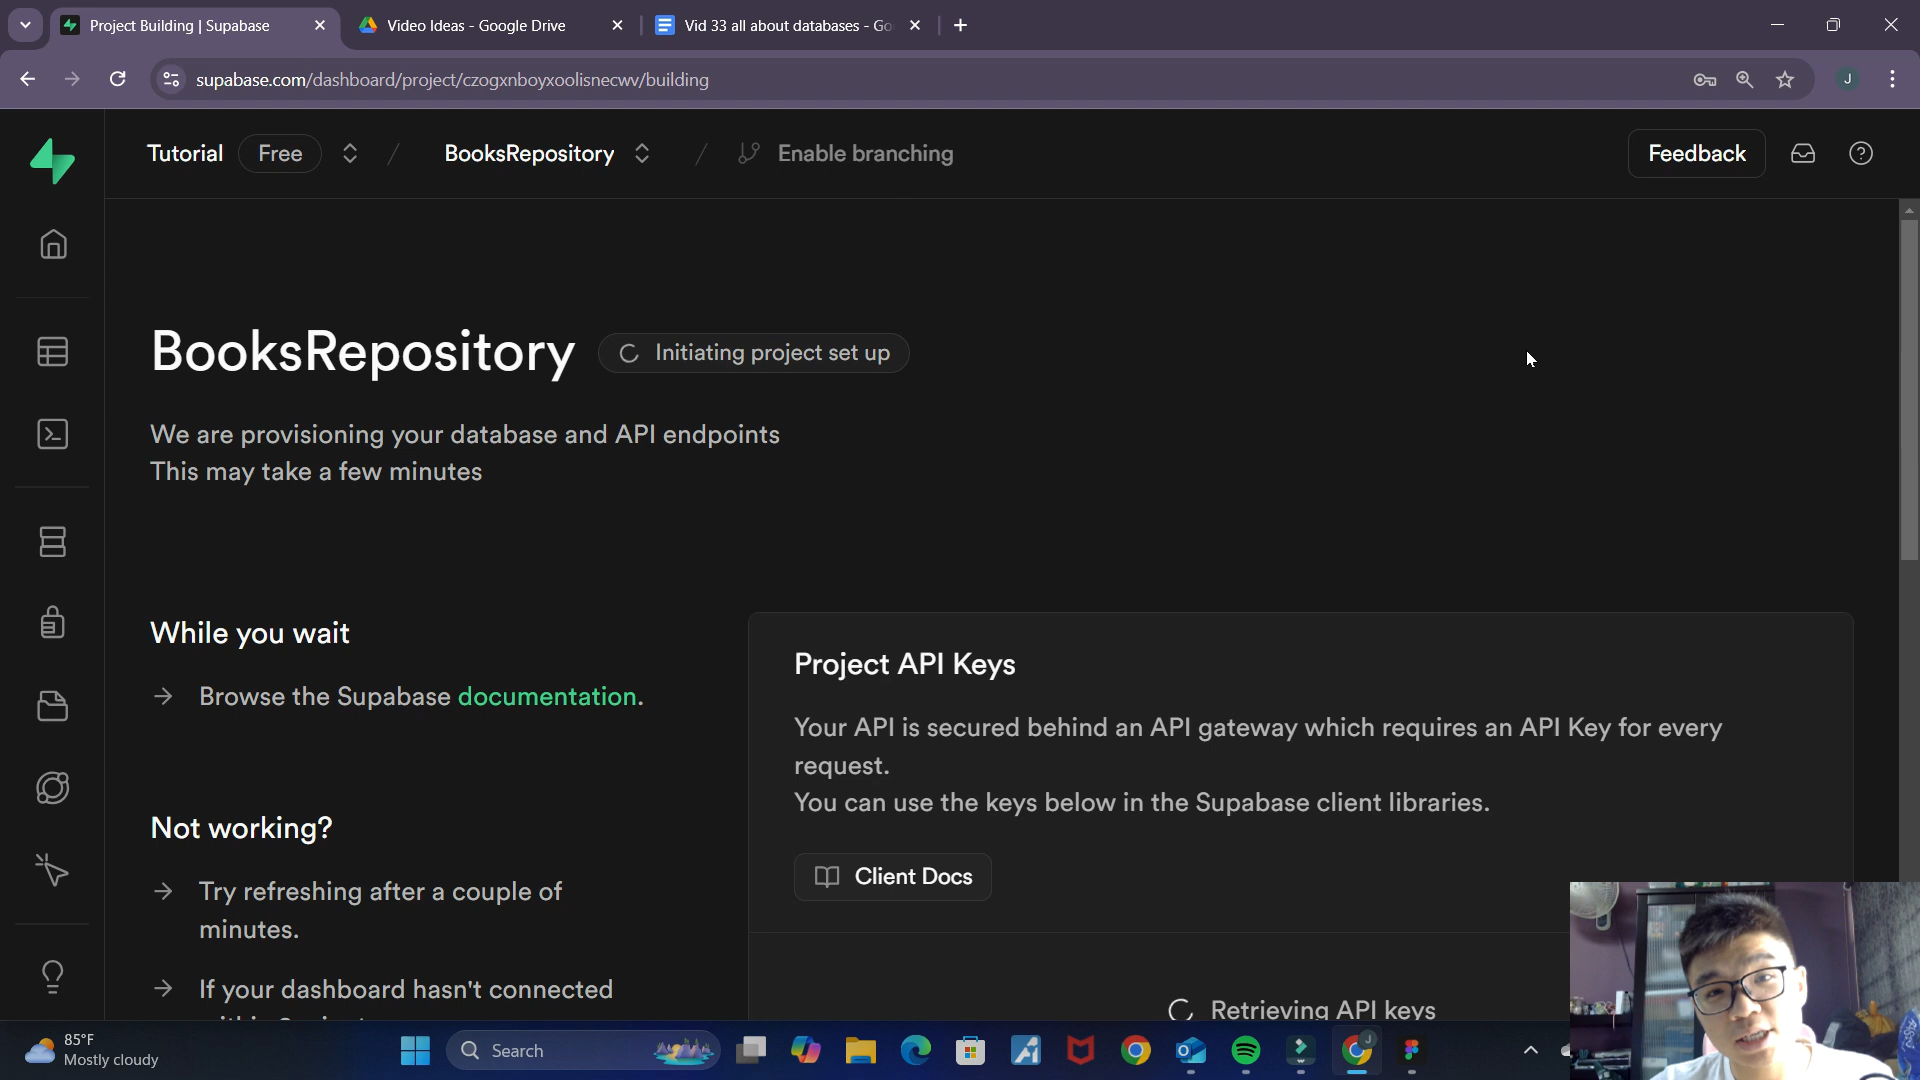 Project Building | Supabase
Video Ideas - Google Drive
Vid 33 all about databases - Go
supabase.com/dashboard/project/czogxnboyxoolisnecwv/building
J
Tutorial Free / BooksRepository / Enable branching
Feedback
BooksRepository Initiating project set up
We are provisioning your database and API endpoints
This may take a few minutes
While you wait
Browse the Supabase documentation.
Not working?
Try refreshing after a couple of
minutes.
If your dashboard hasn't connected
Project API Keys
Your API is secured behind an API gateway which requires an API Key for every
request.
You can use the keys below in the Supabase client libraries.
Client Docs
Retrieving API keys
85°F
Mostly cloudy
Search